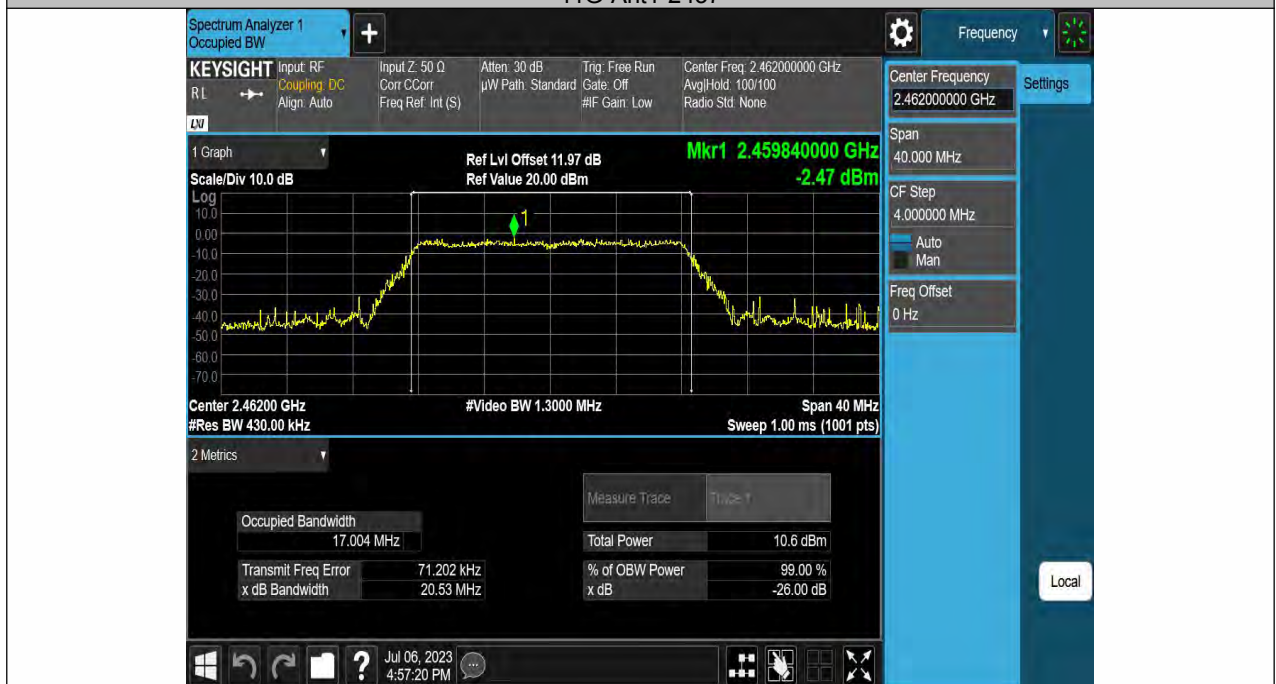 Spectrum Analyzer 1
Occupied BW
+
Frequency
KEYSIGHT
RL
LXI
Input: RF
Coupling: DC
Align: Auto
Input Z: 50 Ω
Corr CCorr
Freq Ref: Int (S)
Atten: 30 dB
µW Path: Standard
Trig: Free Run
Gate: Off
#IF Gain: Low
Center Freq: 2.462000000 GHz
Avg|Hold: 100/100
Radio Std: None
Center Frequency
2.462000000 GHz
Settings
Span
40.000 MHz
CF Step
4.000000 MHz
Auto
Man
Freq Offset
0 Hz
Local
1 Graph
Scale/Div 10.0 dB
Ref Lvl Offset 11.97 dB
Ref Value 20.00 dBm
Mkr1 2.459840000 GHz
-2.47 dBm
Log
10.0
0.00
-10.0
-20.0
-30.0
-40.0
-50.0
-60.0
-70.0
1
Center 2.46200 GHz
#Res BW 430.00 kHz
#Video BW 1.3000 MHz
Span 40 MHz
Sweep 1.00 ms (1001 pts)
2 Metrics
Measure Trace
Trace 1
Occupied Bandwidth
17.004 MHz
Total Power 10.6 dBm
Transmit Freq Error 71.202 kHz
% of OBW Power 99.00 %
x dB Bandwidth 20.53 MHz
x dB -26.00 dB
?
Jul 06, 2023
4:57:20 PM